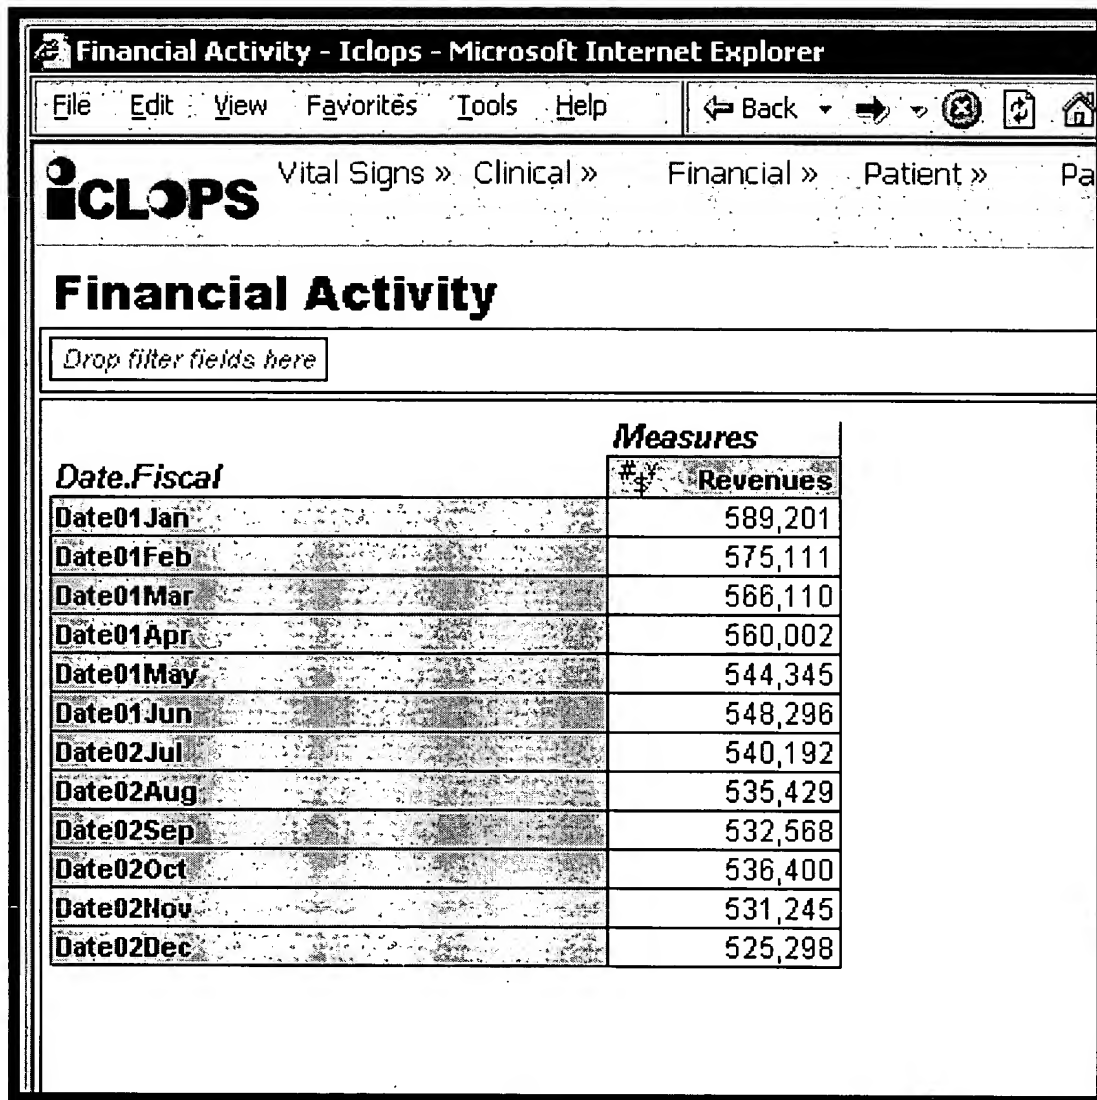 Financial Activity - Iclops - Microsoft Internet Explorer
File Edit View Favorites Tools Help Back
iCLOPS Vital Signs » Clinical » Financial » Patient » Pa
Financial Activity
Drop filter fields here
Measures
Date.Fiscal #$¥ Revenues
Date01Jan 589,201
Date01Feb 575,111
Date01Mar 566,110
Date01Apr 560,002
Date01May 544,345
Date01Jun 548,296
Date02Jul 540,192
Date02Aug 535,429
Date02Sep 532,568
Date02Oct 536,400
Date02Nov 531,245
Date02Dec 525,298